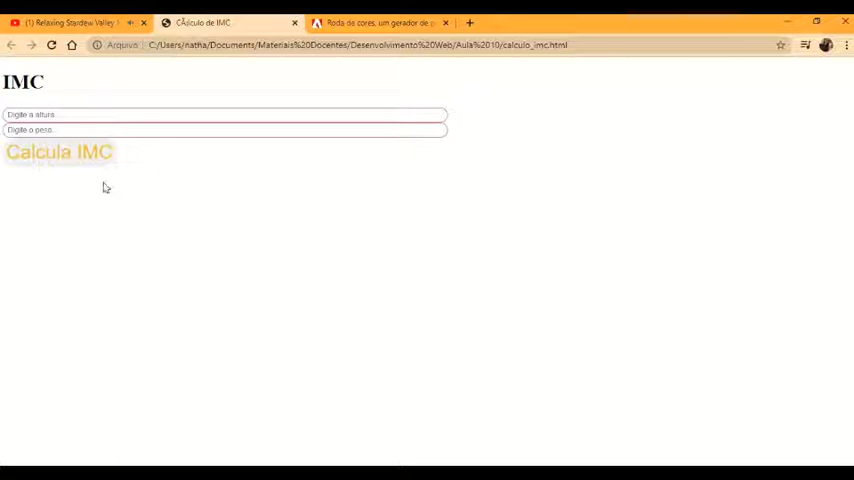 (1) Relaxing Stardew Valley
CÃ¡lculo de IMC
Roda de cores, um gerador de
Arquivo
C:/Users/natha/Documents/Materiais%20Docentes/Desenvolvimento%20Web/Aula%2010/calculo_imc.html
IMC
Digite a altura...
Digite o peso...
Calcula IMC